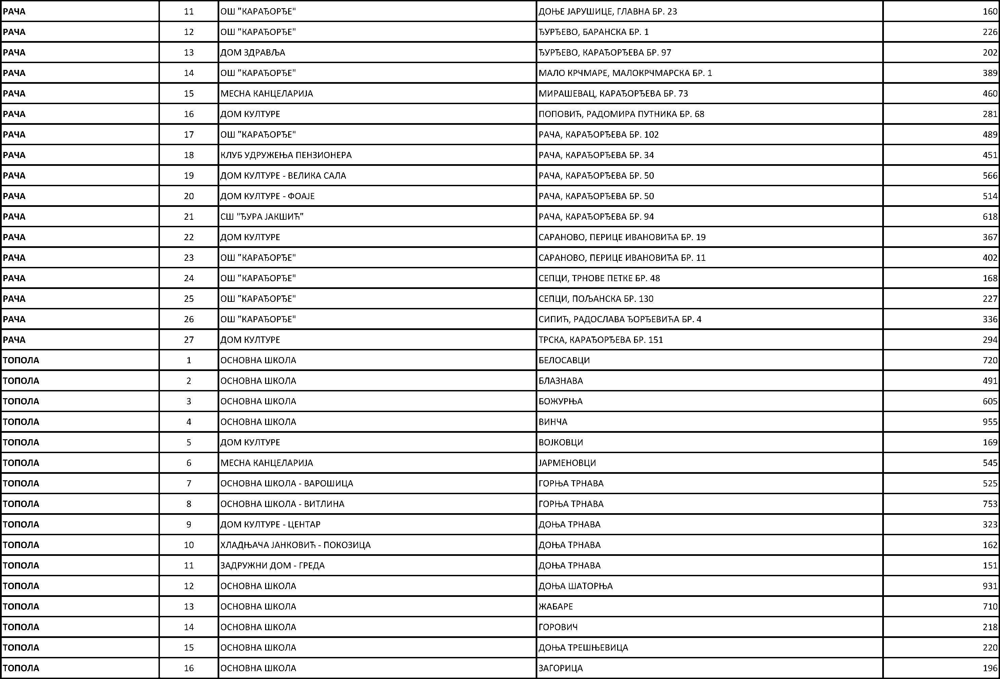 РАЧА 11 ОШ "КАРАЂОРЂЕ" ДОЊЕ ЈАРУШИЦЕ, ГЛАВНА БР. 23 160
РАЧА 12 ОШ "КАРАЂОРЂЕ" ЂУРЂЕВО, БАРАНСКА БР. 1 226
РАЧА 13 ДОМ ЗДРАВЉА ЂУРЂЕВО, КАРАЂОРЂЕВА БР. 97 202
РАЧА 14 ОШ "КАРАЂОРЂЕ" МАЛО КРЧМАРЕ, МАЛОКРЧМАРСКА БР. 1 389
РАЧА 15 МЕСНА КАНЦЕЛАРИЈА МИРАШЕВАЦ, КАРАЂОРЂЕВА БР. 73 460
РАЧА 16 ДОМ КУЛТУРЕ ПОПОВИЋ, РАДОМИРА ПУТНИКА БР. 68 281
РАЧА 17 ОШ "КАРАЂОРЂЕ" РАЧА, КАРАЂОРЂЕВА БР. 102 489
РАЧА 18 КЛУБ УДРУЖЕЊА ПЕНЗИОНЕРА РАЧА, КАРАЂОРЂЕВА БР. 34 451
РАЧА 19 ДОМ КУЛТУРЕ - ВЕЛИКА САЛА РАЧА, КАРАЂОРЂЕВА БР. 50 566
РАЧА 20 ДОМ КУЛТУРЕ - ФОАЈЕ РАЧА, КАРАЂОРЂЕВА БР. 50 514
РАЧА 21 СШ "ЂУРА ЈАКШИЋ" РАЧА, КАРАЂОРЂЕВА БР. 94 618
РАЧА 22 ДОМ КУЛТУРЕ САРАНОВО, ПЕРИЦЕ ИВАНОВИЋА БР. 19 367
РАЧА 23 ОШ "КАРАЂОРЂЕ" САРАНОВО, ПЕРИЦЕ ИВАНОВИЋА БР. 11 402
РАЧА 24 ОШ "КАРАЂОРЂЕ" СЕПЦИ, ТРНОВЕ ПЕТКЕ БР. 48 168
РАЧА 25 ОШ "КАРАЂОРЂЕ" СЕПЦИ, ПОЉАНСКА БР. 130 227
РАЧА 26 ОШ "КАРАЂОРЂЕ" СИПИЋ, РАДОСЛАВА ЂОРЂЕВИЋА БР. 4 336
РАЧА 27 ДОМ КУЛТУРЕ ТРСКА, КАРАЂОРЂЕВА БР. 151 294
ТОПОЛА 1 ОСНОВНА ШКОЛА БЕЛОСАВЦИ 720
ТОПОЛА 2 ОСНОВНА ШКОЛА БЛАЗНАВА 491
ТОПОЛА 3 ОСНОВНА ШКОЛА БОЖУРЊА 605
ТОПОЛА 4 ОСНОВНА ШКОЛА ВИНЧА 955
ТОПОЛА 5 ДОМ КУЛТУРЕ ВОЈКОВЦИ 169
ТОПОЛА 6 МЕСНА КАНЦЕЛАРИЈА ЈАРМЕНОВЦИ 545
ТОПОЛА 7 ОСНОВНА ШКОЛА - ВАРОШИЦА ГОРЊА ТРНАВА 525
ТОПОЛА 8 ОСНОВНА ШКОЛА - ВИТЛИНА ГОРЊА ТРНАВА 753
ТОПОЛА 9 ДОМ КУЛТУРЕ - ЦЕНТАР ДОЊА ТРНАВА 323
ТОПОЛА 10 ХЛАДЊАЧА ЈАНКОВИЋ - ПОКОЗИЦА ДОЊА ТРНАВА 162
ТОПОЛА 11 ЗАДРУЖНИ ДОМ - ГРЕДА ДОЊА ТРНАВА 151
ТОПОЛА 12 ОСНОВНА ШКОЛА ДОЊА ШАТОРЊА 931
ТОПОЛА 13 ОСНОВНА ШКОЛА ЖАБАРЕ 710
ТОПОЛА 14 ОСНОВНА ШКОЛА ГОРОВИЧ 218
ТОПОЛА 15 ОСНОВНА ШКОЛА ДОЊА ТРЕШЊЕВИЦА 220
ТОПОЛА 16 ОСНОВНА ШКОЛА ЗАГОРИЦА 196